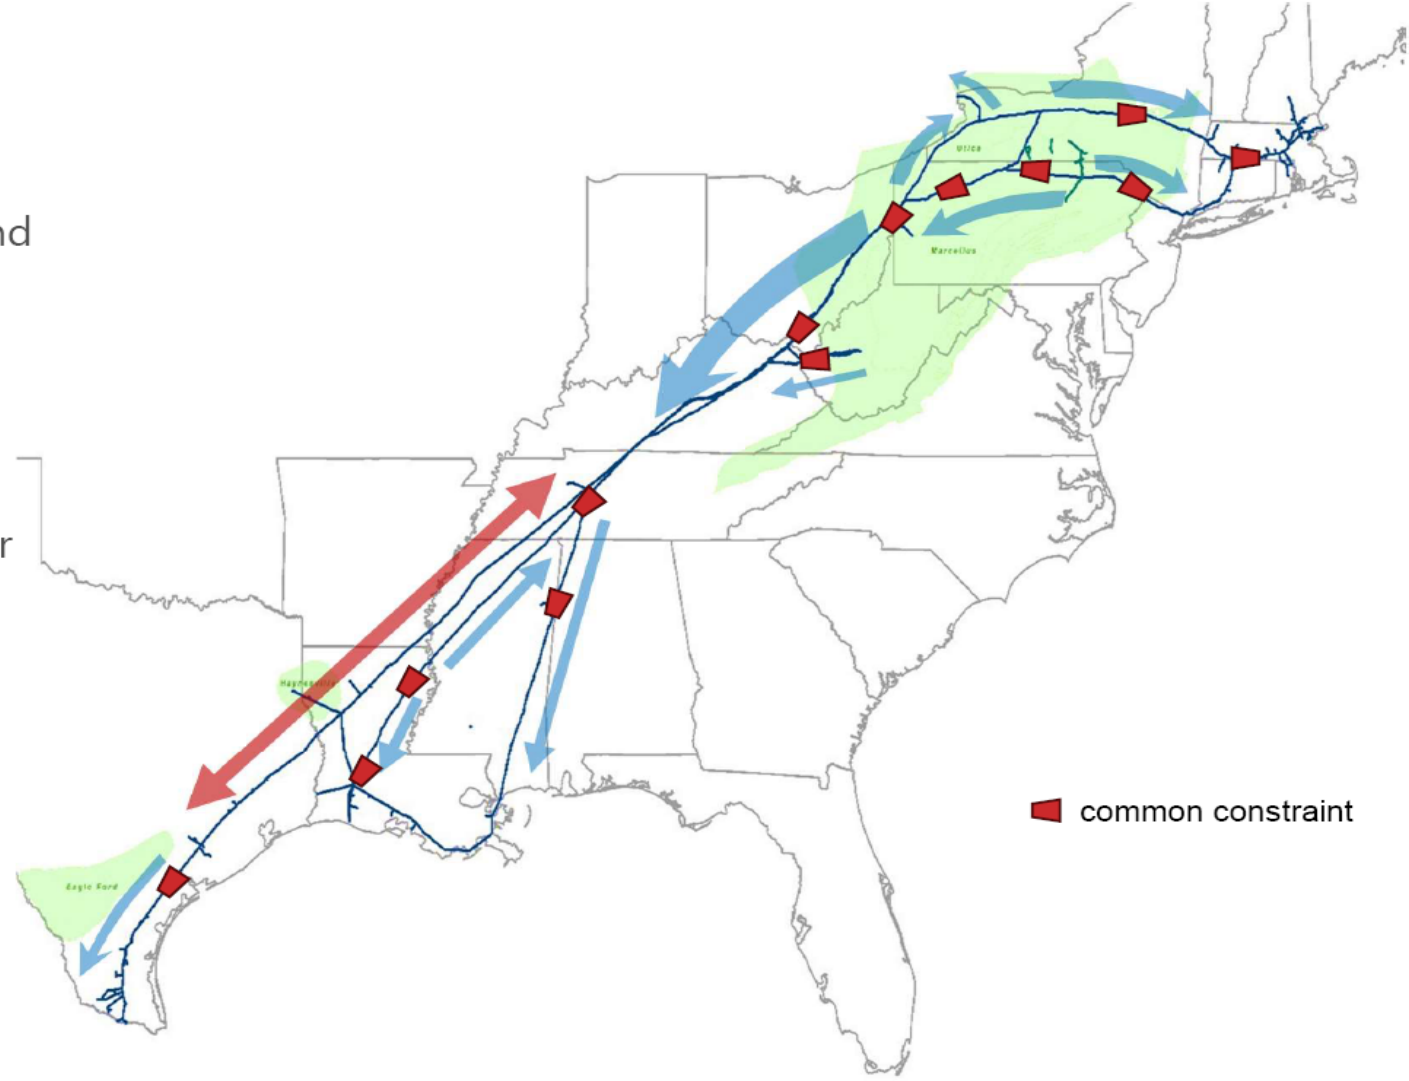 nd
r
Utica
Marcellus
Haynesville
Eagle Ford
common constraint